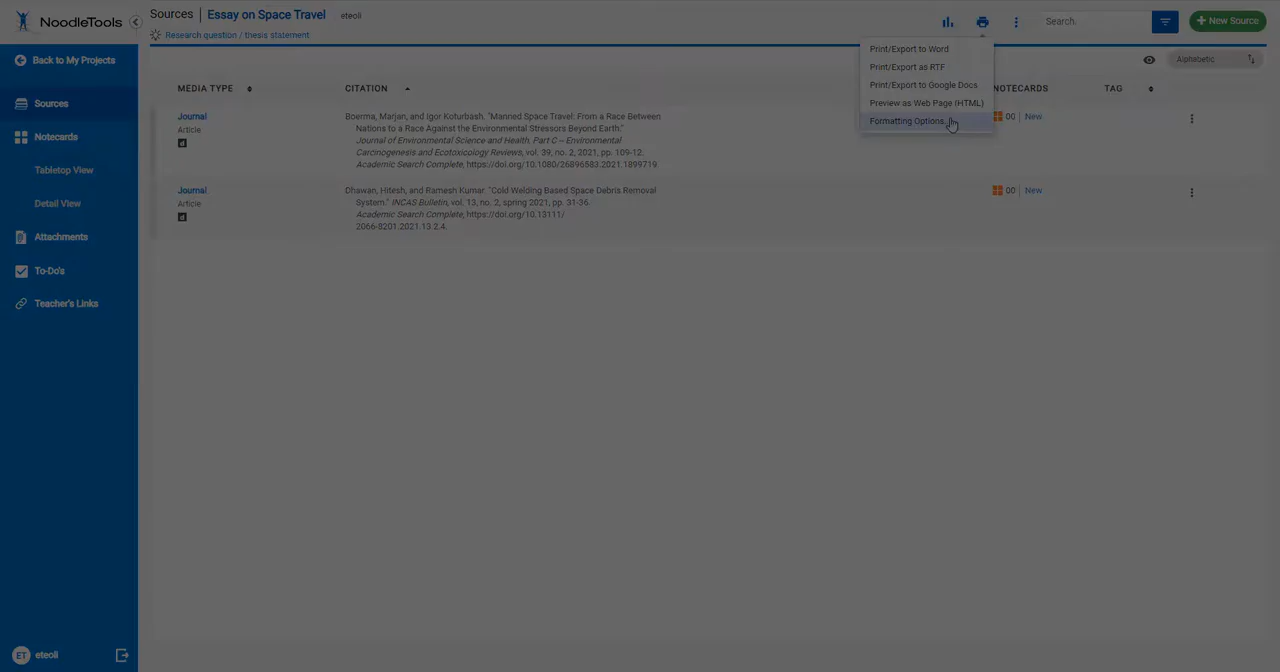 NoodleTools
Sources
Essay on Space Travel
eteoli
Search
New Source
Research question / thesis statement
Back to My Projects
Sources
Notecards
Tabletop View
Detail View
Attachments
To-Do's
Teacher's Links
ET
eteoli
Print/Export to Word
Print/Export as RTF
Print/Export to Google Docs
Preview as Web Page (HTML)
Formatting Options
Alphabetic
MEDIA TYPE
CITATION
NOTECARDS
TAG
Journal
Article
Boerma, Marjan, and Igor Koturbash. "Manned Space Travel: From a Race Between
Nations to a Race Against the Environmental Stressors Beyond Earth."
Journal of Environmental Science and Health. Part C – Environmental
Carcinogenesis and Ecotoxicology Reviews, vol. 39, no. 2, 2021, pp. 109-12.
Academic Search Complete, https://doi.org/10.1080/26896583.2021.1899719.
00
New
Journal
Article
Dhawan, Hitesh, and Ramesh Kumar. "Cold Welding Based Space Debris Removal
System." INCAS Bulletin, vol. 13, no. 2, spring 2021, pp. 31-36.
Academic Search Complete, https://doi.org/10.13111/
2066-8201.2021.13.2.4.
00
New